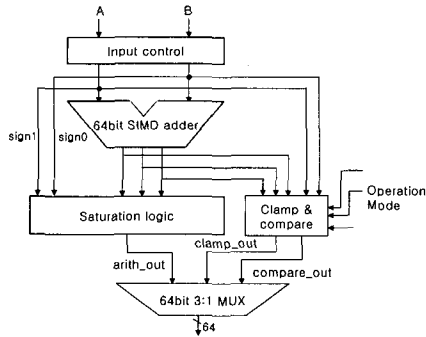 A B
Input control
64bit SIMD adder
sign1 sign0
Saturation logic
Clamp &
compare
Operation
Mode
clamp_out
arith_out
compare_out
64bit 3:1 MUX
64